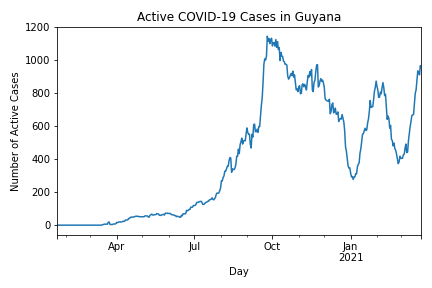 Active COVID-19 Cases in Guyana
Number of Active Cases
1200
1000
800
600
400
200
0
Apr
Jul
Oct
Jan
2021
Day